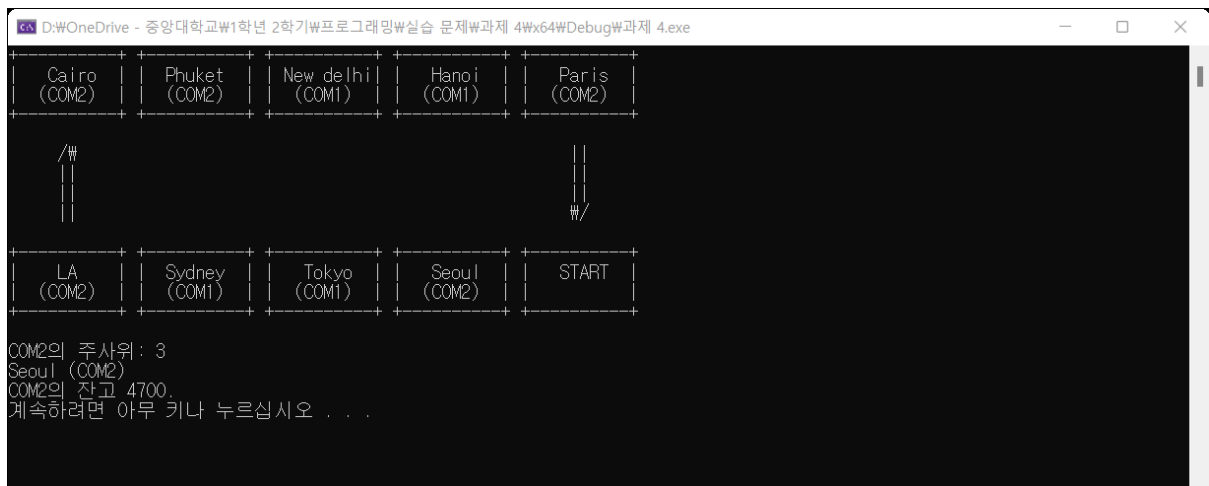 D:₩OneDrive - 중앙대학교₩1학년 2학기₩프로그래밍₩실습 문제₩과제 4₩x64₩Debug₩과제 4.exe
+----------+ +----------+ +----------+ +----------+ +----------+
|   Cairo  | |  Phuket  | | New delhi| |   Hanoi  | |   Paris  |
|  (COM2)  | |  (COM2)  | |  (COM1)  | |  (COM1)  | |  (COM2)  |
+----------+ +----------+ +----------+ +----------+ +----------+
/₩ ||
|| ||
|| ||
|| ₩/
+----------+ +----------+ +----------+ +----------+ +----------+
|    LA    | |  Sydney  | |   Tokyo  | |   Seoul  | |   START  |
|  (COM2)  | |  (COM1)  | |  (COM1)  | |  (COM2)  | |          |
+----------+ +----------+ +----------+ +----------+ +----------+
COM2의 주사위: 3
Seoul (COM2)
COM2의 잔고 4700.
계속하려면 아무 키나 누르십시오 . . .